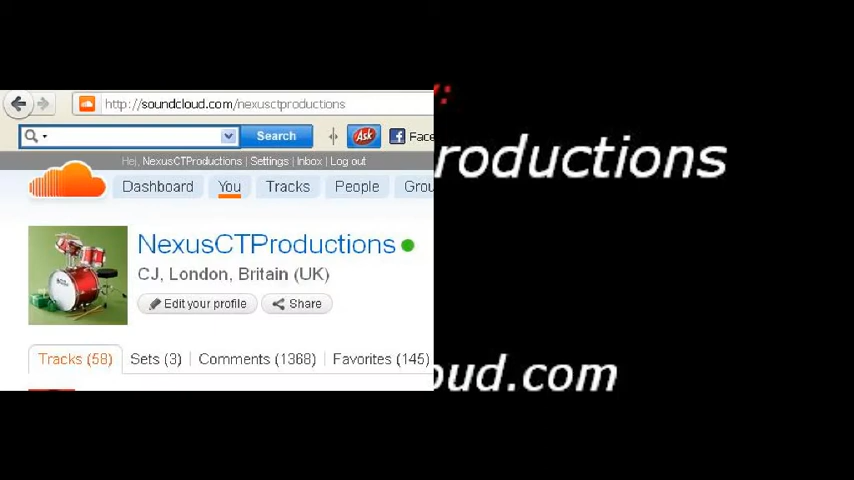 http://soundcloud.com/nexusctproductions
Search
Ask
Face
Hej, NexusCTProductions | Settings | Inbox | Log out
Dashboard You Tracks People Grou
NexusCTProductions
CJ, London, Britain (UK)
Edit your profile Share
Tracks (58) Sets (3) Comments (1368) Favorites (145)
:
roductions
oud.com